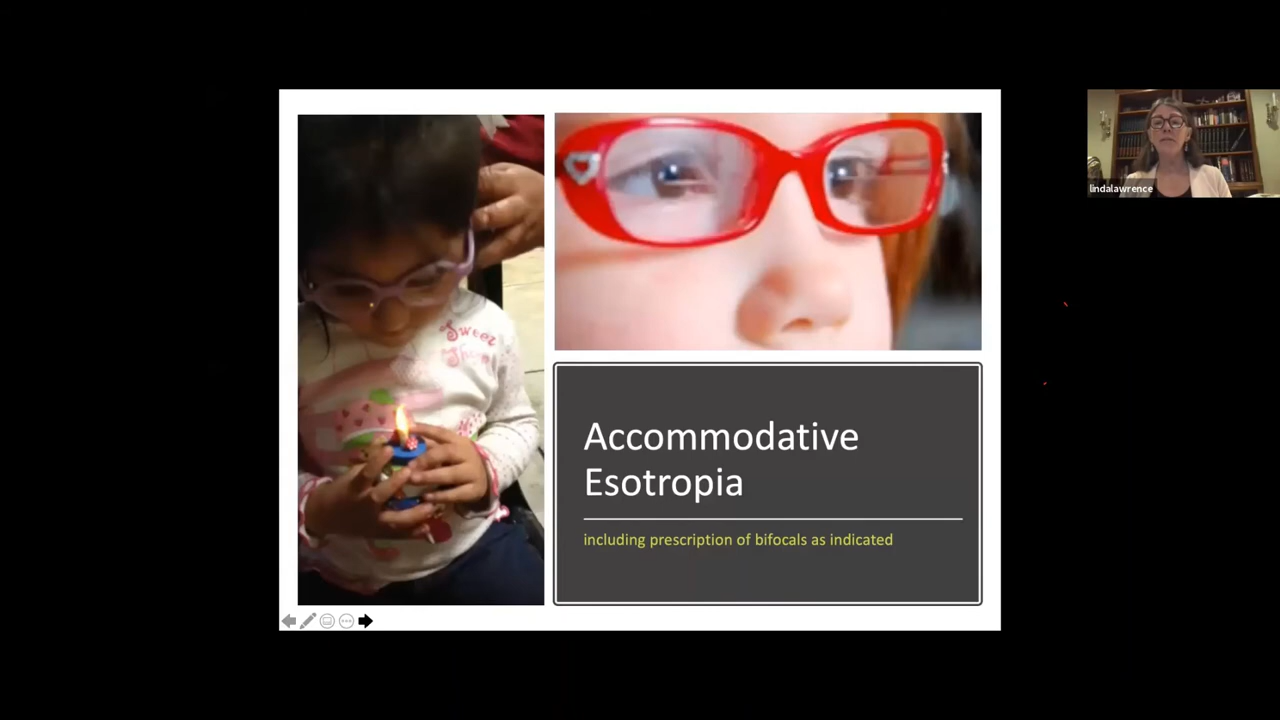 lindalawrence
Sweet
Accommodative
Esotropia
including prescription of bifocals as indicated